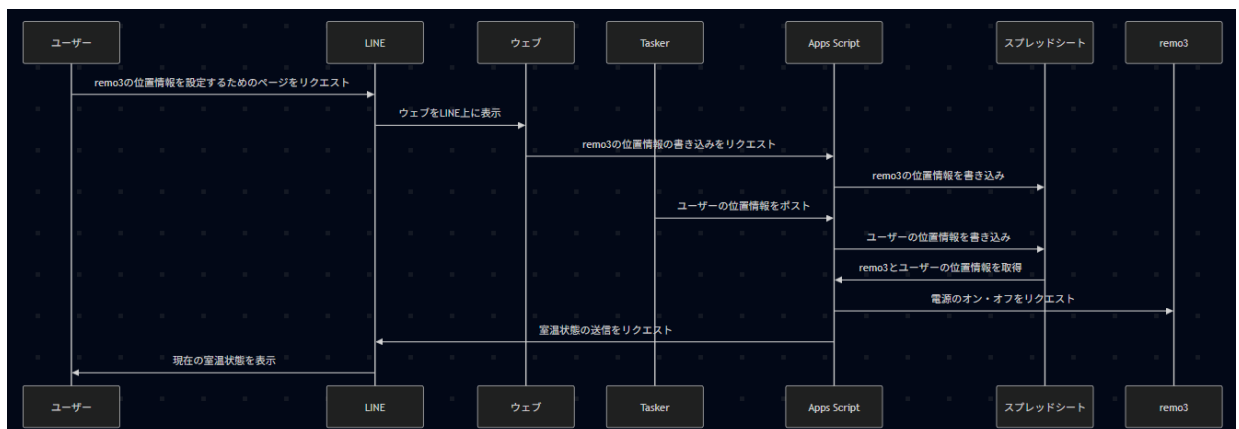 ユーザー
LINE
ウェブ
Tasker
Apps Script
スプレッドシート
remo3
remo3の位置情報を設定するためのページをリクエスト
ウェブをLINE上に表示
remo3の位置情報の書き込みをリクエスト
remo3の位置情報を書き込み
ユーザーの位置情報をポスト
ユーザーの位置情報を書き込み
remo3とユーザーの位置情報を取得
電源のオン・オフをリクエスト
室温状態の送信をリクエスト
現在の室温状態を表示
ユーザー
LINE
ウェブ
Tasker
Apps Script
スプレッドシート
remo3